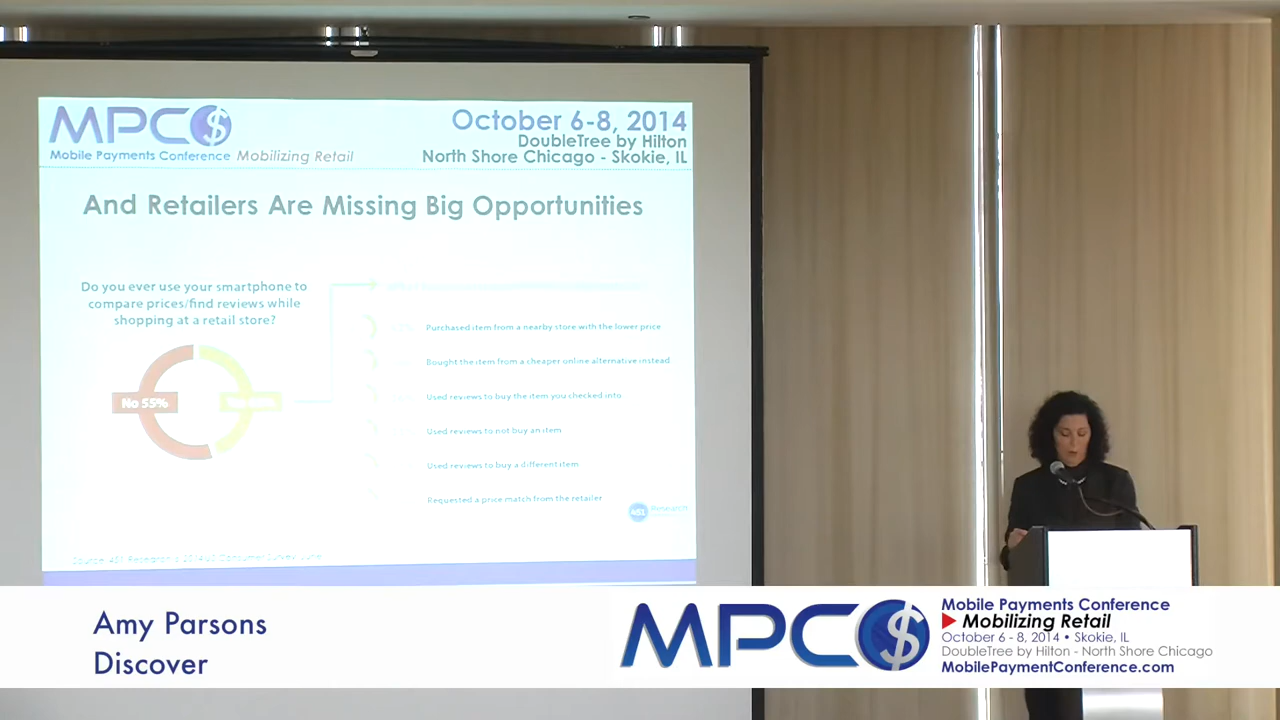 MPC$
Mobile Payments Conference Mobilizing Retail
October 6-8, 2014
DoubleTree by Hilton
North Shore Chicago - Skokie, IL
And Retailers Are Missing Big Opportunities
Do you ever use your smartphone to
compare prices/find reviews while
shopping at a retail store?
No 55%
Purchased item from a nearby store with the lower price
Bought the item from a cheaper online alternative instead
Used reviews to buy the item you checked into
Used reviews to not buy an item
Used reviews to buy a different item
Requested a price match from the retailer
Research
Amy Parsons
Discover
MPC$
Mobile Payments Conference
Mobilizing Retail
October 6 - 8, 2014 • Skokie, IL
DoubleTree by Hilton - North Shore Chicago
MobilePaymentConference.com